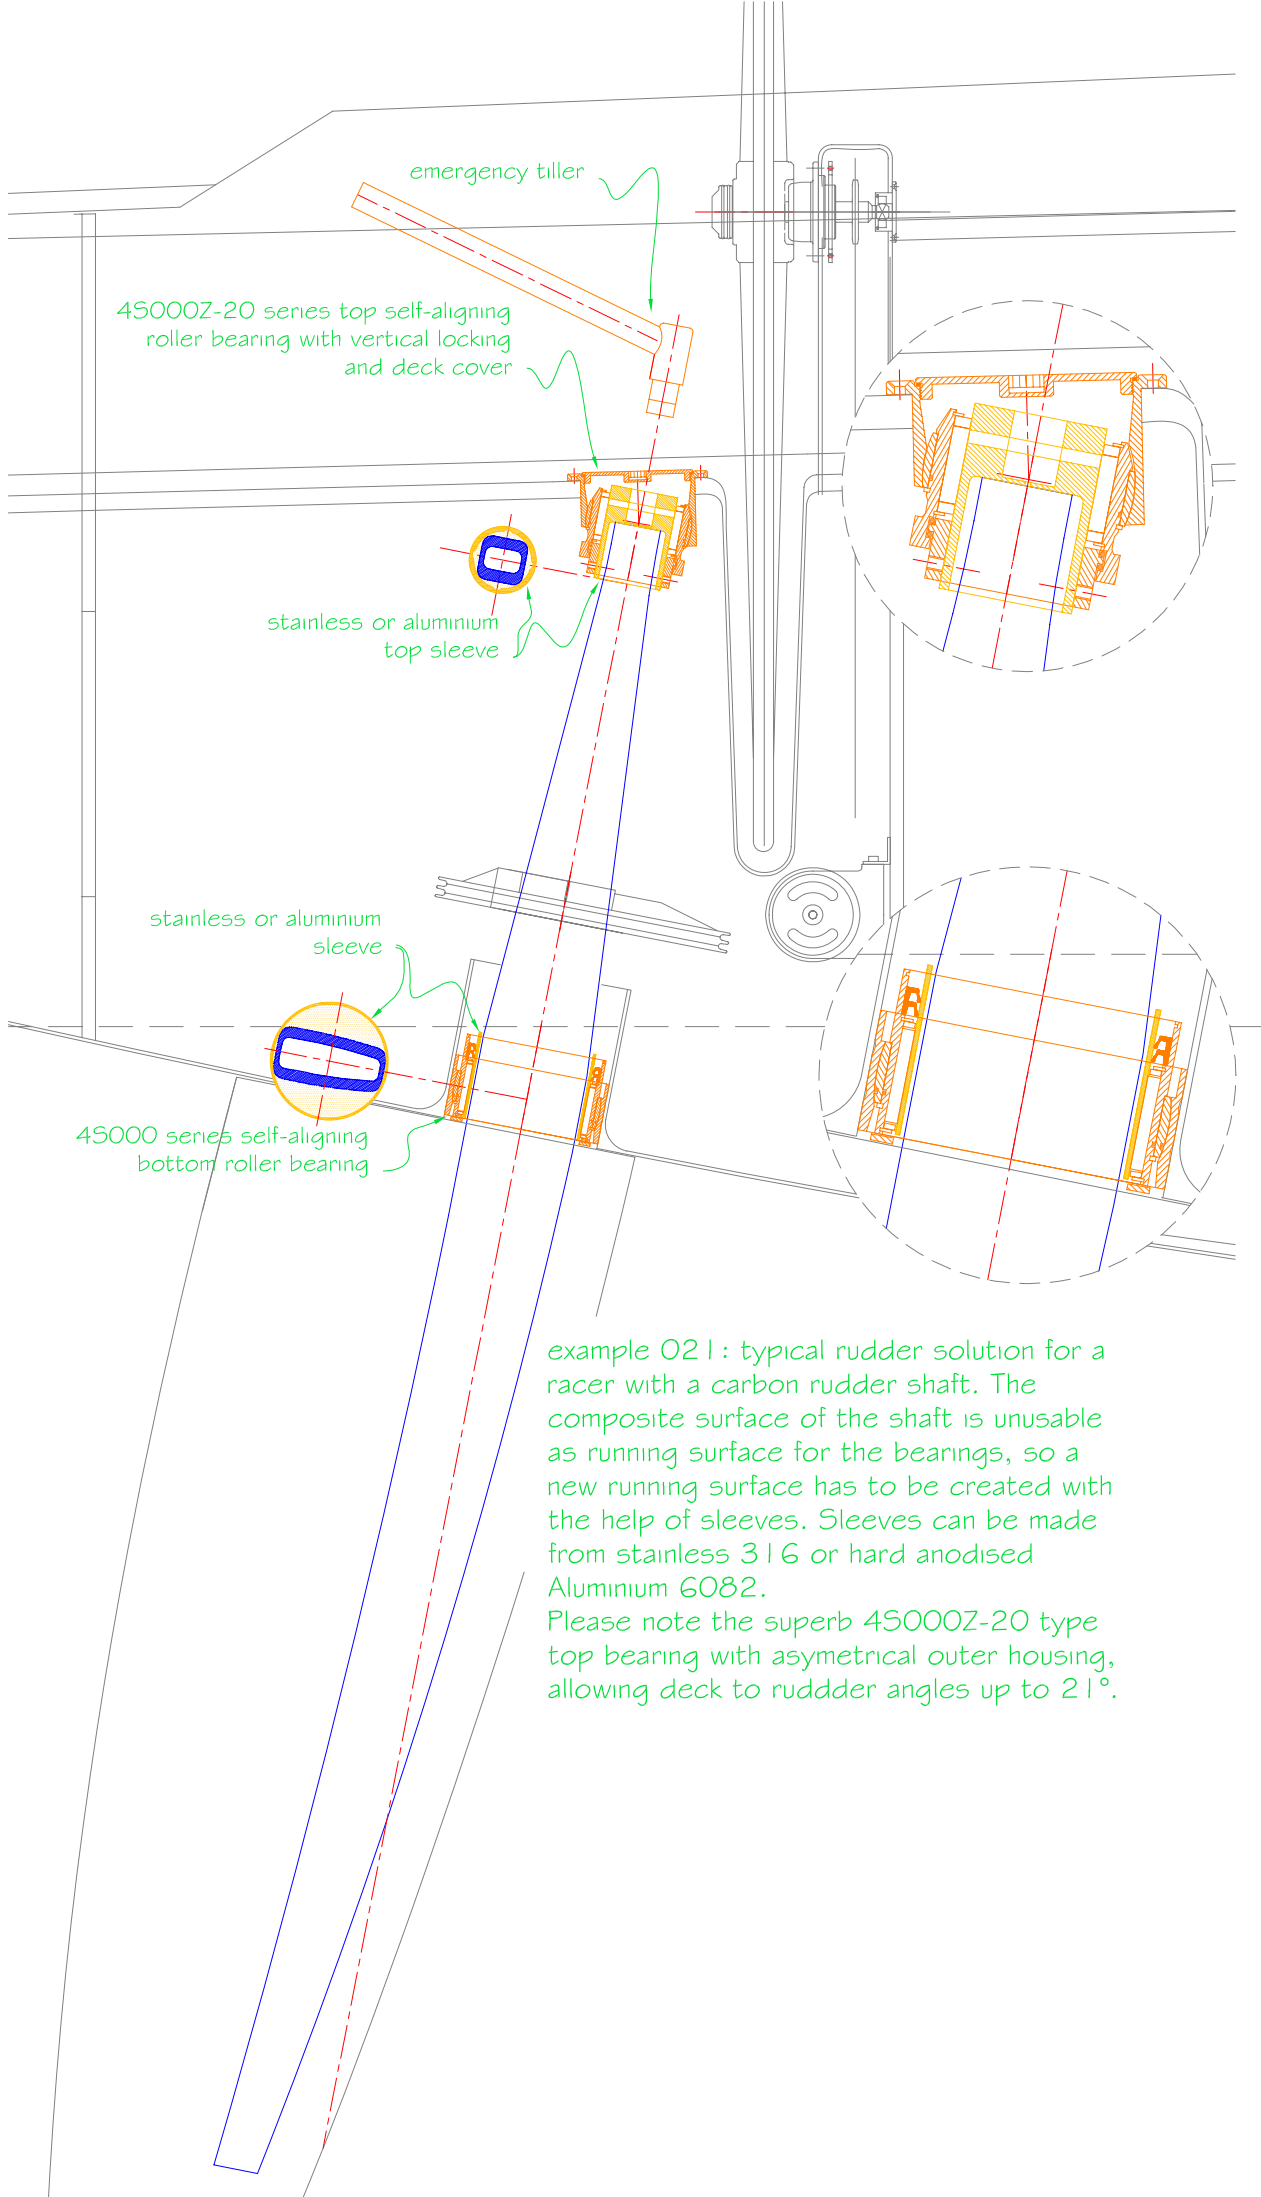 emergency tiller
4S000Z-20 series top self-aligning
roller bearing with vertical locking
and deck cover
stainless or aluminium
top sleeve
stainless or aluminium
sleeve
4S000 series self-aligning
bottom roller bearing
example 021: typical rudder solution for a
racer with a carbon rudder shaft. The
composite surface of the shaft is unusable
as running surface for the bearings, so a
new running surface has to be created with
the help of sleeves. Sleeves can be made
from stainless 316 or hard anodised
Aluminium 6082.
Please note the superb 4S000Z-20 type
top bearing with asymetrical outer housing,
allowing deck to ruddder angles up to 21°.